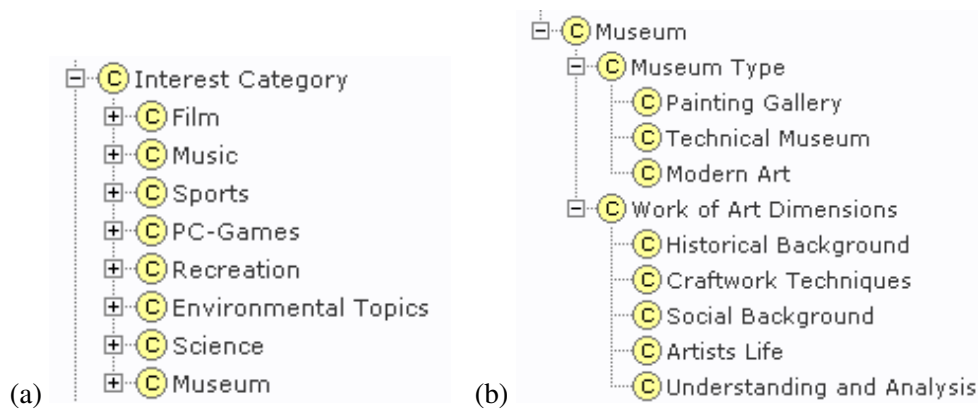 C Interest Category
C Film
C Music
C Sports
C PC-Games
C Recreation
C Environmental Topics
C Science
(a) C Museum
C Museum
C Museum Type
C Painting Gallery
C Technical Museum
C Modern Art
C Work of Art Dimensions
C Historical Background
C Craftwork Techniques
C Social Background
C Artists Life
(b) C Understanding and Analysis